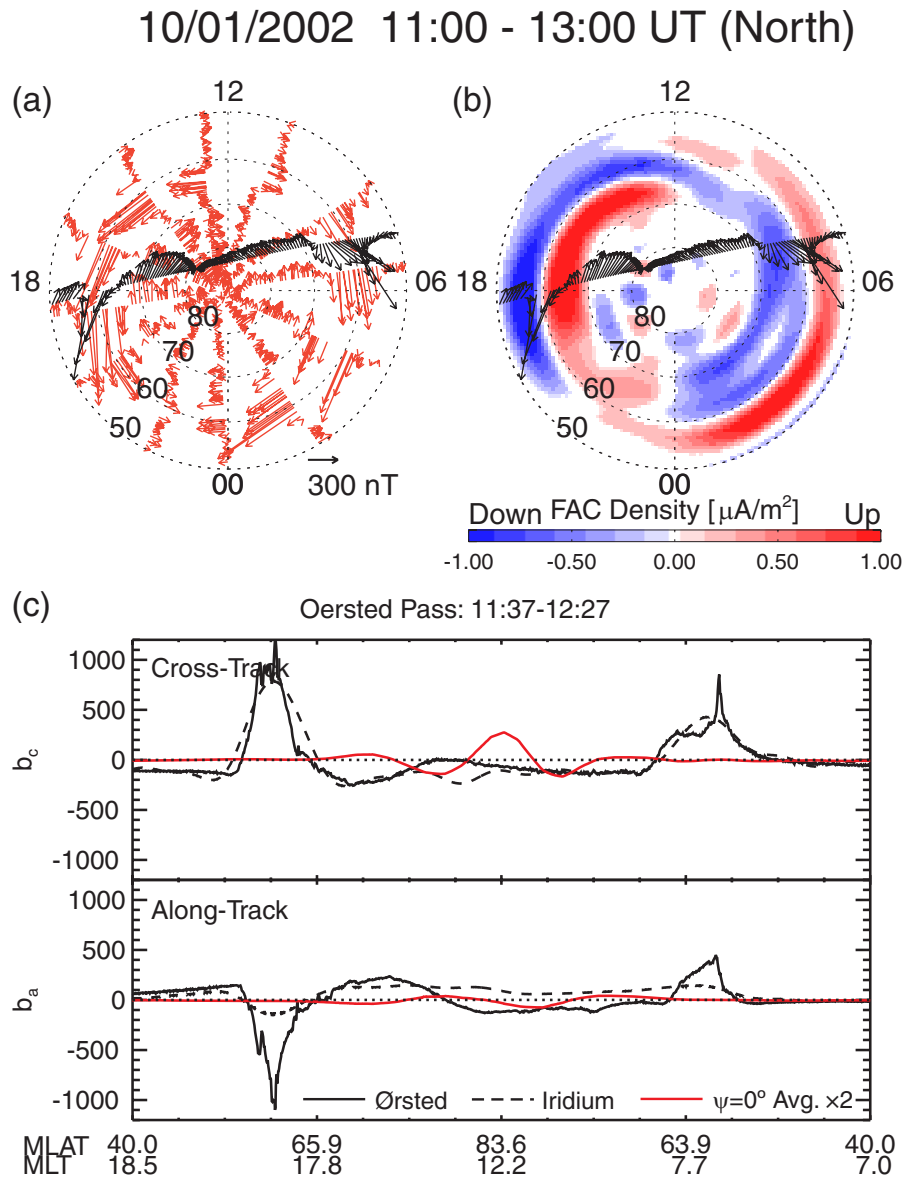 10/01/2002 11:00 - 13:00 UT (North)
(a)
12
18
06
80
70
60
50
00
300 nT
(b)
12
18
06
80
70
60
50
00
Down FAC Density [μA/m²] Up
-1.00 -0.50 0.00 0.50 1.00
(c)
Oersted Pass: 11:37-12:27
Cross-Track
1000
500
0
-500
-1000
b_c
Along-Track
1000
500
0
-500
-1000
b_a
Ørsted Iridium ψ=0° Avg. ×2
MLAT 40.0 65.9 83.6 63.9 40.0
MLT 18.5 17.8 12.2 7.7 7.0